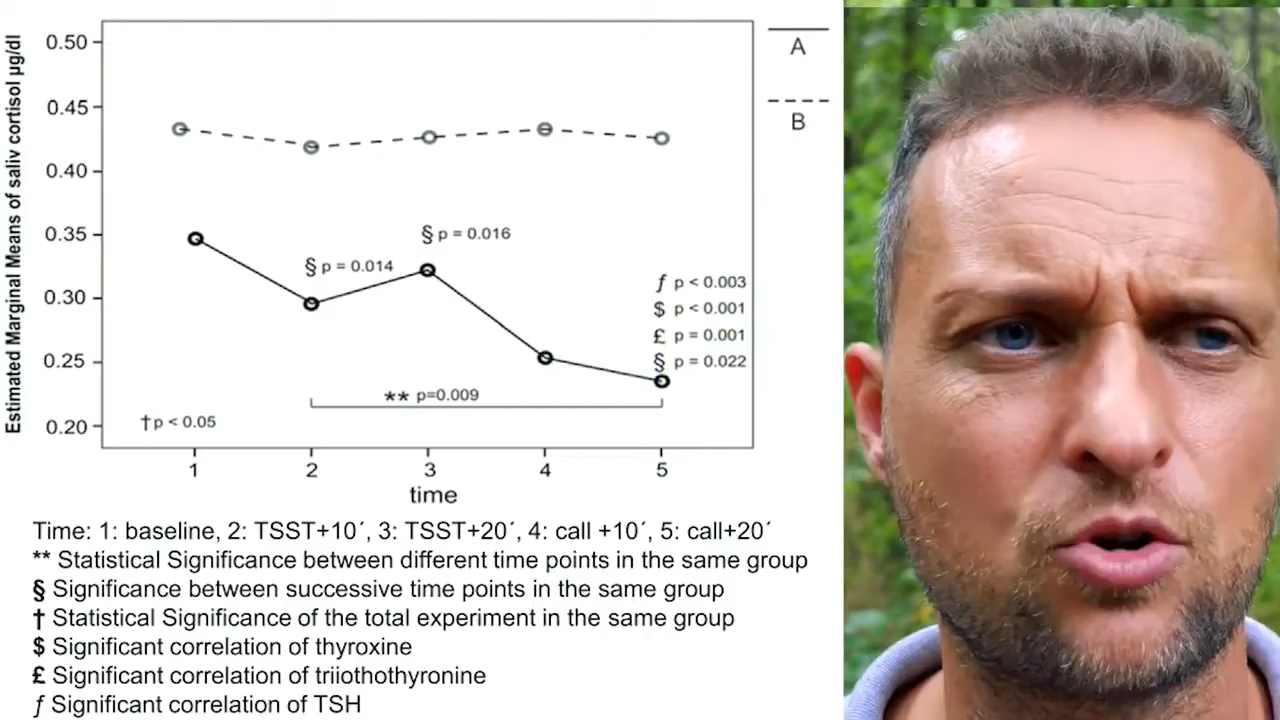 Estimated Marginal Means of saliv cortisol µg/dl
0.50
0.45
0.40
0.35
0.30
0.25
0.20
A
B
§ p = 0.014
§ p = 0.016
ƒ p < 0.003
$ p < 0.001
£ p = 0.001
§ p = 0.022
** p=0.009
† p < 0.05
1 2 3 4 5
time
Time: 1: baseline, 2: TSST+10´, 3: TSST+20´, 4: call +10´, 5: call+20´
** Statistical Significance between different time points in the same group
§ Significance between successive time points in the same group
† Statistical Significance of the total experiment in the same group
$ Significant correlation of thyroxine
£ Significant correlation of triiothothyronine
ƒ Significant correlation of TSH